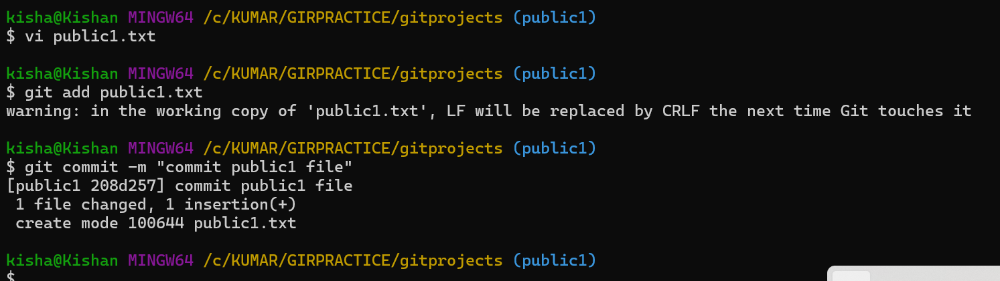 kisha@Kishan MINGW64 /c/KUMAR/GIRPRACTICE/gitprojects (public1)
$ vi public1.txt
kisha@Kishan MINGW64 /c/KUMAR/GIRPRACTICE/gitprojects (public1)
$ git add public1.txt
warning: in the working copy of 'public1.txt', LF will be replaced by CRLF the next time Git touches it
kisha@Kishan MINGW64 /c/KUMAR/GIRPRACTICE/gitprojects (public1)
$ git commit -m "commit public1 file"
[public1 208d257] commit public1 file
 1 file changed, 1 insertion(+)
 create mode 100644 public1.txt
kisha@Kishan MINGW64 /c/KUMAR/GIRPRACTICE/gitprojects (public1)
$